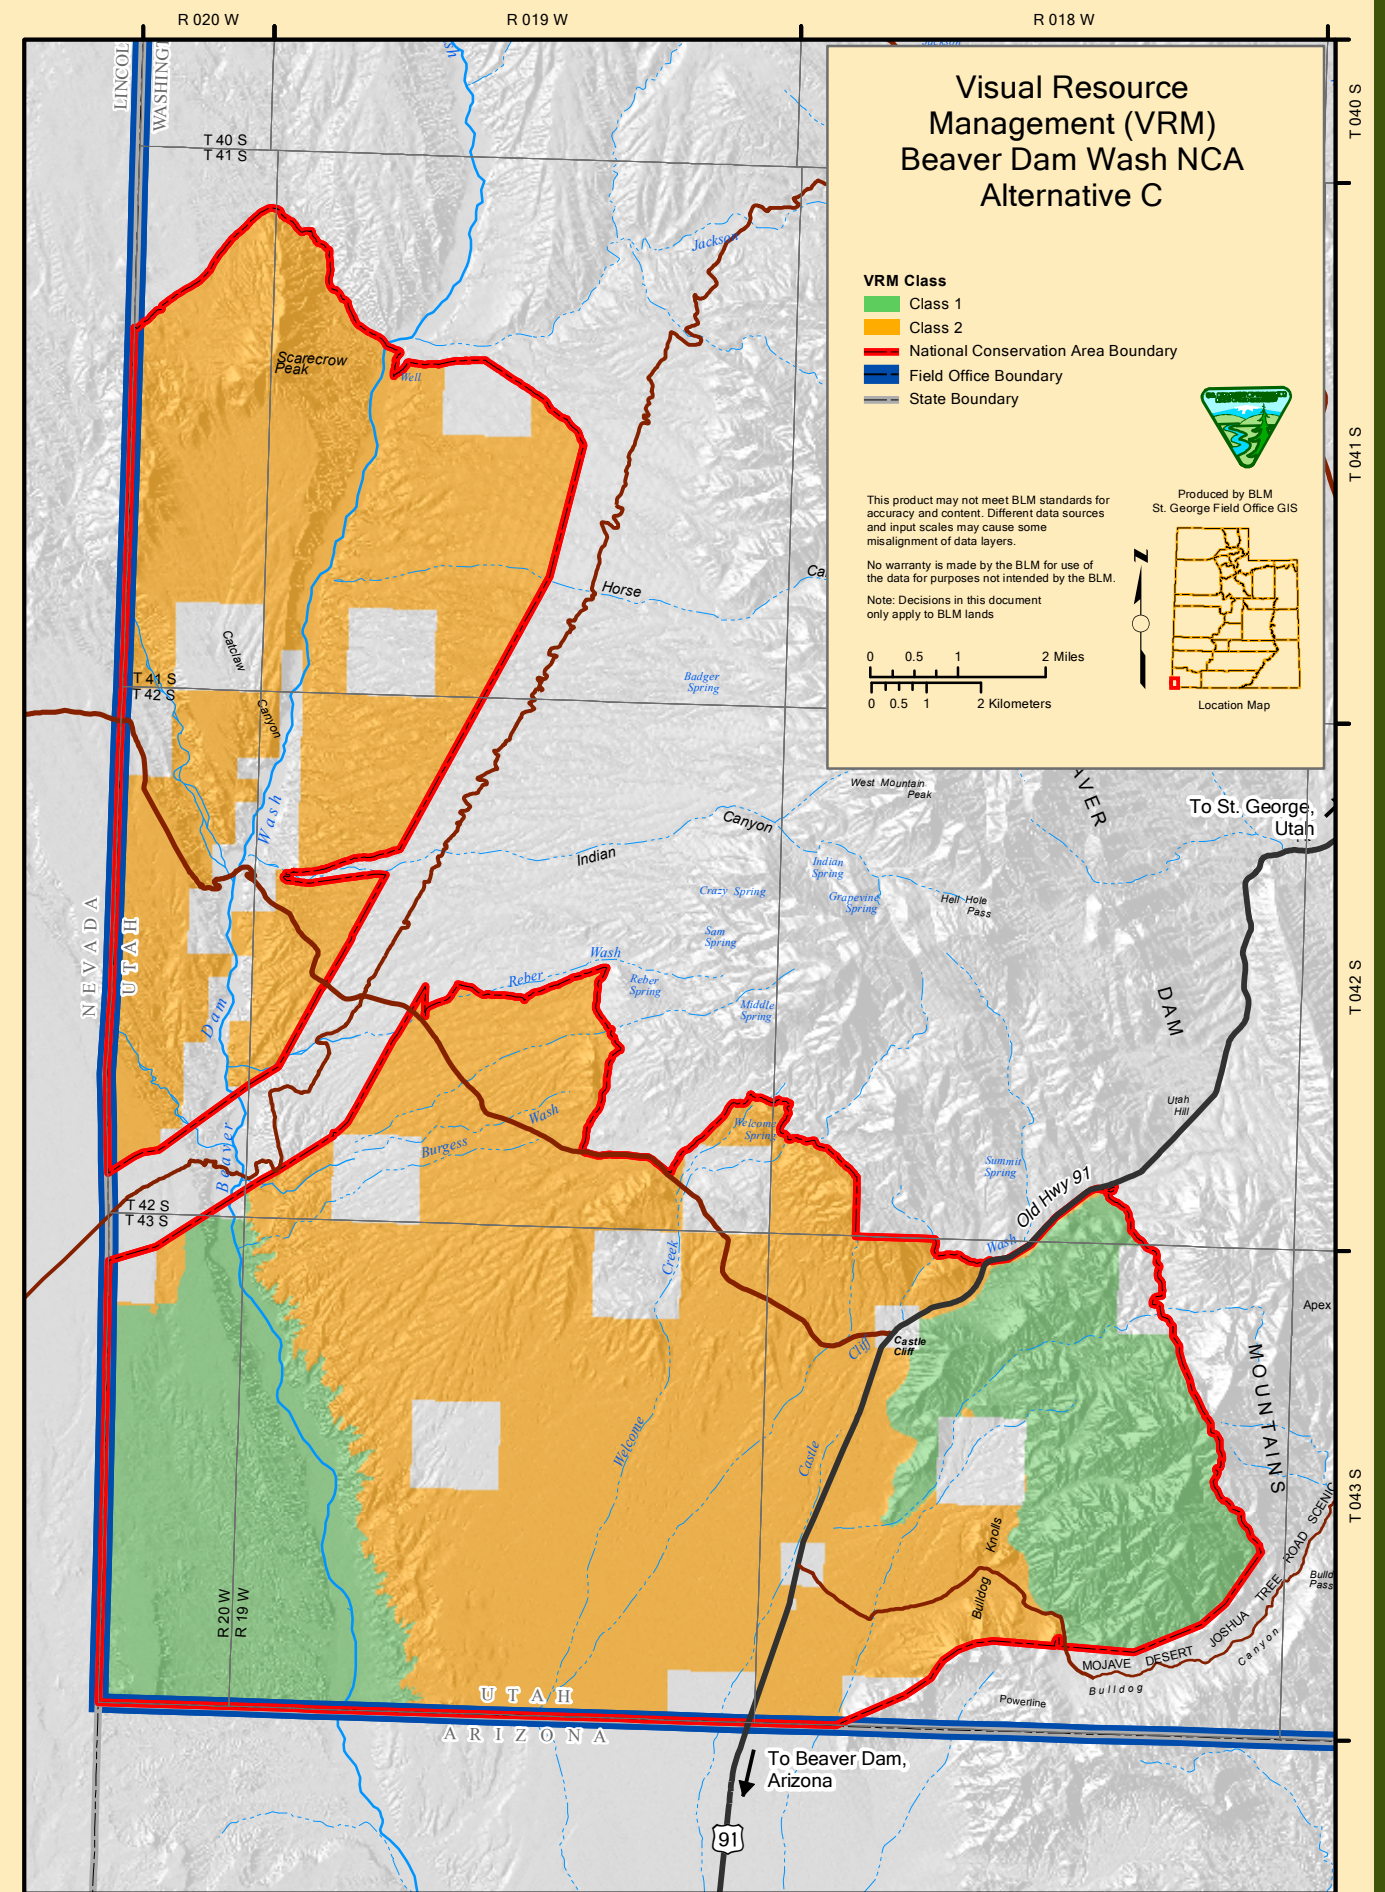 R 020 W
R 019 W
R 018 W
T 040 S
T 041 S
T 042 S
T 043 S
Visual Resource
Management (VRM)
Beaver Dam Wash NCA
Alternative C
VRM Class
Class 1
Class 2
National Conservation Area Boundary
Field Office Boundary
State Boundary
This product may not meet BLM standards for
accuracy and content. Different data sources
and input scales may cause some
misalignment of data layers.
No warranty is made by the BLM for use of
the data for purposes not intended by the BLM.
Note: Decisions in this document
only apply to BLM lands
Produced by BLM
St. George Field Office GIS
Location Map
N
0 0.5 1 2 Miles
0 0.5 1 2 Kilometers
LINCOL
WASHINGT
T 40 S
T 41 S
Jackson
Scarecrow
Peak
Well
Horse
Ca
Catclaw
Canyon
T 41 S
T 42 S
Badger
Spring
West Mountain
Peak
AVER
To St. George,
Utah
Wash
Canyon
Indian
Indian
Spring
Crazy Spring
Grapevine
Spring
Hell Hole
Pass
Sam
Spring
NEVADA
UTAH
Wash
Reber
Reber
Spring
Middle
Spring
Dam
DAM
Utah
Hill
Wash
Burgess
Welcome
Spring
Summit
Spring
Beaver
Old Hwy 91
Wash
T 42 S
T 43 S
Creek
Apex
Castle
Cliff
Cliff
MOUNTAINS
Welcome
Castle
Knolls
Bulldog
R 20 W
R 19 W
MOJAVE DESERT JOSHUA TREE ROAD SCENIC
Bulld
Pass
Bulldog
Canyon
Powerline
UTAH
ARIZONA
To Beaver Dam,
Arizona
91